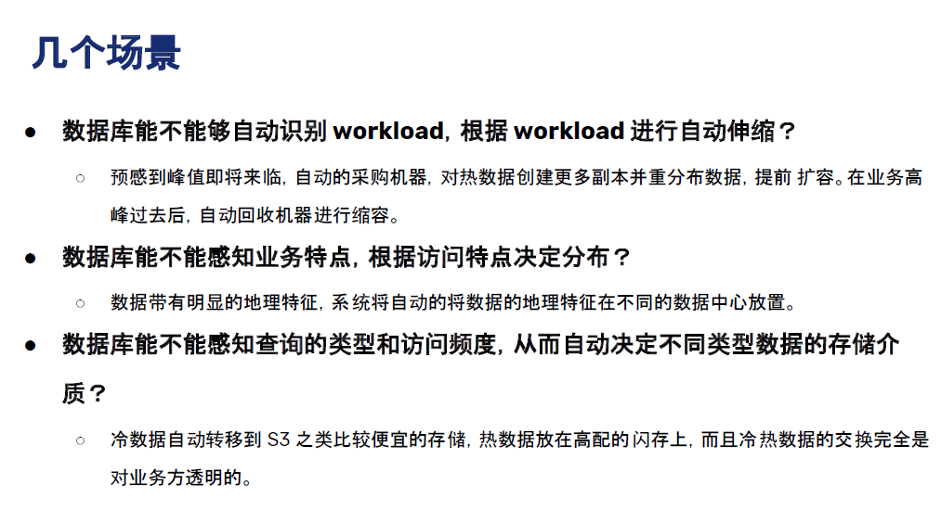 几个场景
● 数据库能不能够自动识别 workload，根据 workload 进行自动伸缩？
○ 预感到峰值即将来临，自动的采购机器，对热数据创建更多副本并重分布数据，提前 扩容。在业务高
峰过去后，自动回收机器进行缩容。
● 数据库能不能感知业务特点，根据访问特点决定分布？
○ 数据带有明显的地理特征，系统将自动的将数据的地理特征在不同的数据中心放置。
● 数据库能不能感知查询的类型和访问频度，从而自动决定不同类型数据的存储介
质？
○ 冷数据自动转移到 S3 之类比较便宜的存储，热数据放在高配的闪存上，而且冷热数据的交换完全是
对业务方透明的。